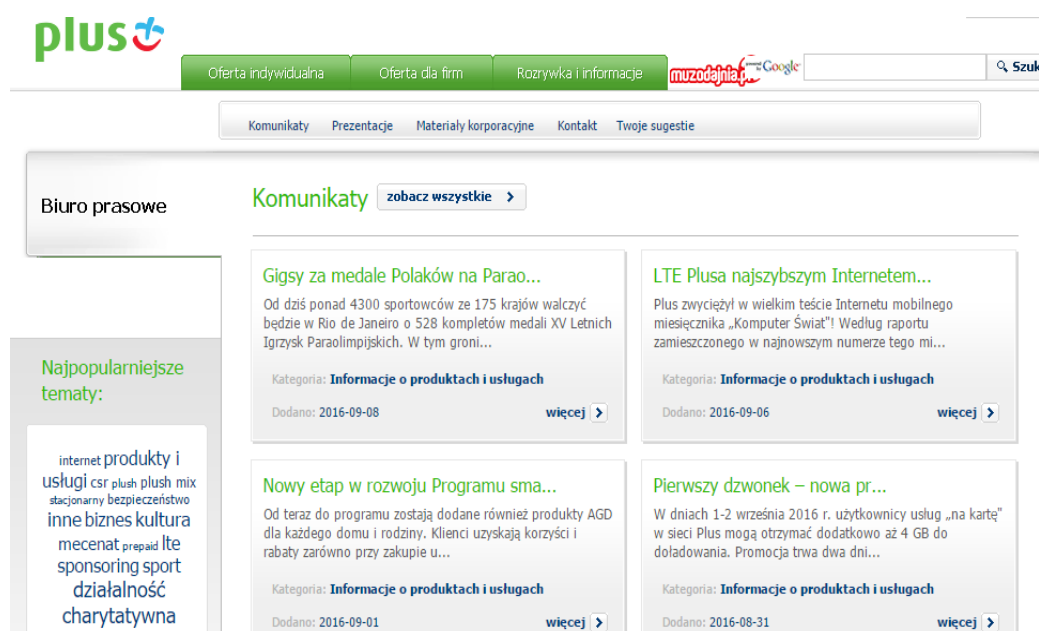 plus
Oferta indywidualna
Oferta dla firm
Rozrywka i informacje
muzodajnia.p
Google
Szuk
Komunikaty
Prezentacje
Materiały korporacyjne
Kontakt
Twoje sugestie
Biuro prasowe
Komunikaty
zobacz wszystkie
Gigsy za medale Polaków na Parao...
Od dziś ponad 4300 sportowców ze 175 krajów walczyć
będzie w Rio de Janeiro o 528 kompletów medali XV Letnich
Igrzysk Paraolimpijskich. W tym groni...
Kategoria: Informacje o produktach i usługach
Dodano: 2016-09-08
więcej
LTE Plusa najszybszym Internetem...
Plus zwyciężył w wielkim teście Internetu mobilnego
miesięcznika „Komputer Świat"! Według raportu
zamieszczonego w najnowszym numerze tego mi...
Kategoria: Informacje o produktach i usługach
Dodano: 2016-09-06
więcej
Najpopularniejsze
tematy:
internet produkty i
usługi csr plush plush mix
stacjonarny bezpieczeństwo
inne biznes kultura
mecenat prepaid lte
sponsoring sport
działalność
charytatywna
Nowy etap w rozwoju Programu sma...
Od teraz do programu zostają dodane również produkty AGD
dla każdego domu i rodziny. Klienci uzyskają korzyści i
rabaty zarówno przy zakupie u...
Kategoria: Informacje o produktach i usługach
Dodano: 2016-09-01
więcej
Pierwszy dzwonek – nowa pr...
W dniach 1-2 września 2016 r. użytkownicy usług „na kartę"
w sieci Plus mogą otrzymać dodatkowo aż 4 GB do
doładowania. Promocja trwa dwa dni...
Kategoria: Informacje o produktach i usługach
Dodano: 2016-08-31
więcej